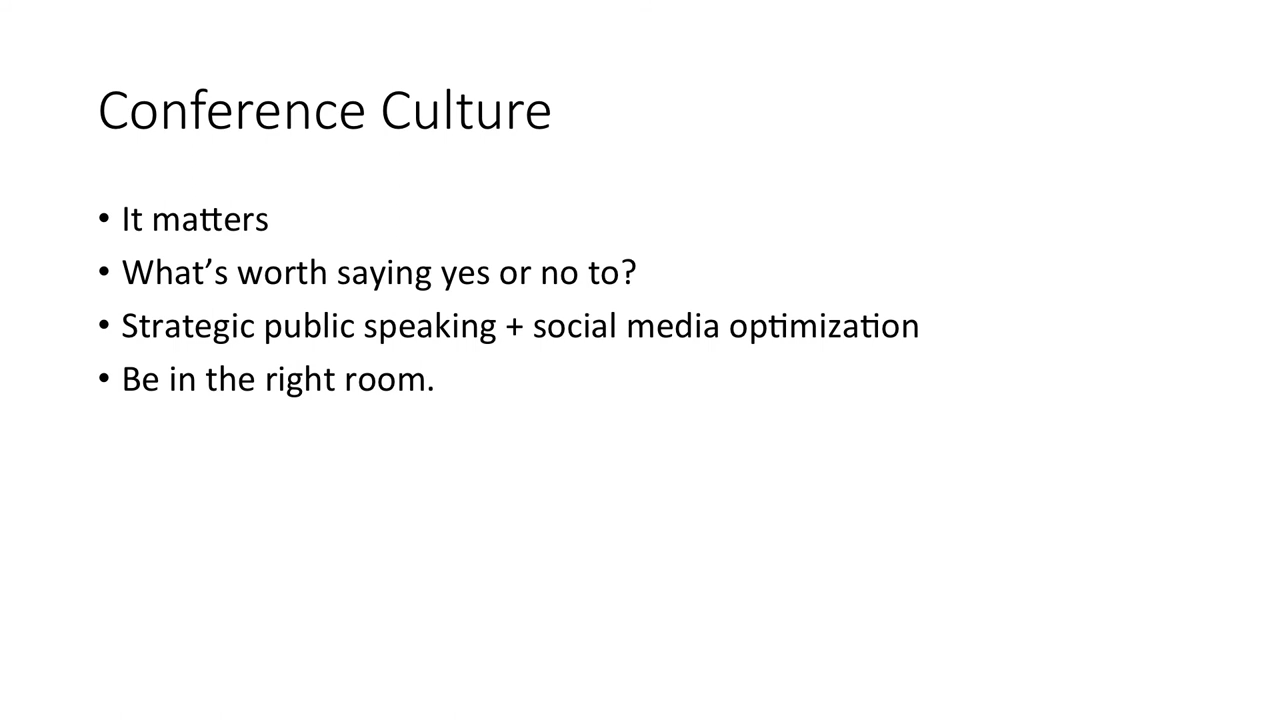 Conference Culture
• It matters
• What’s worth saying yes or no to?
• Strategic public speaking + social media optimization
• Be in the right room.